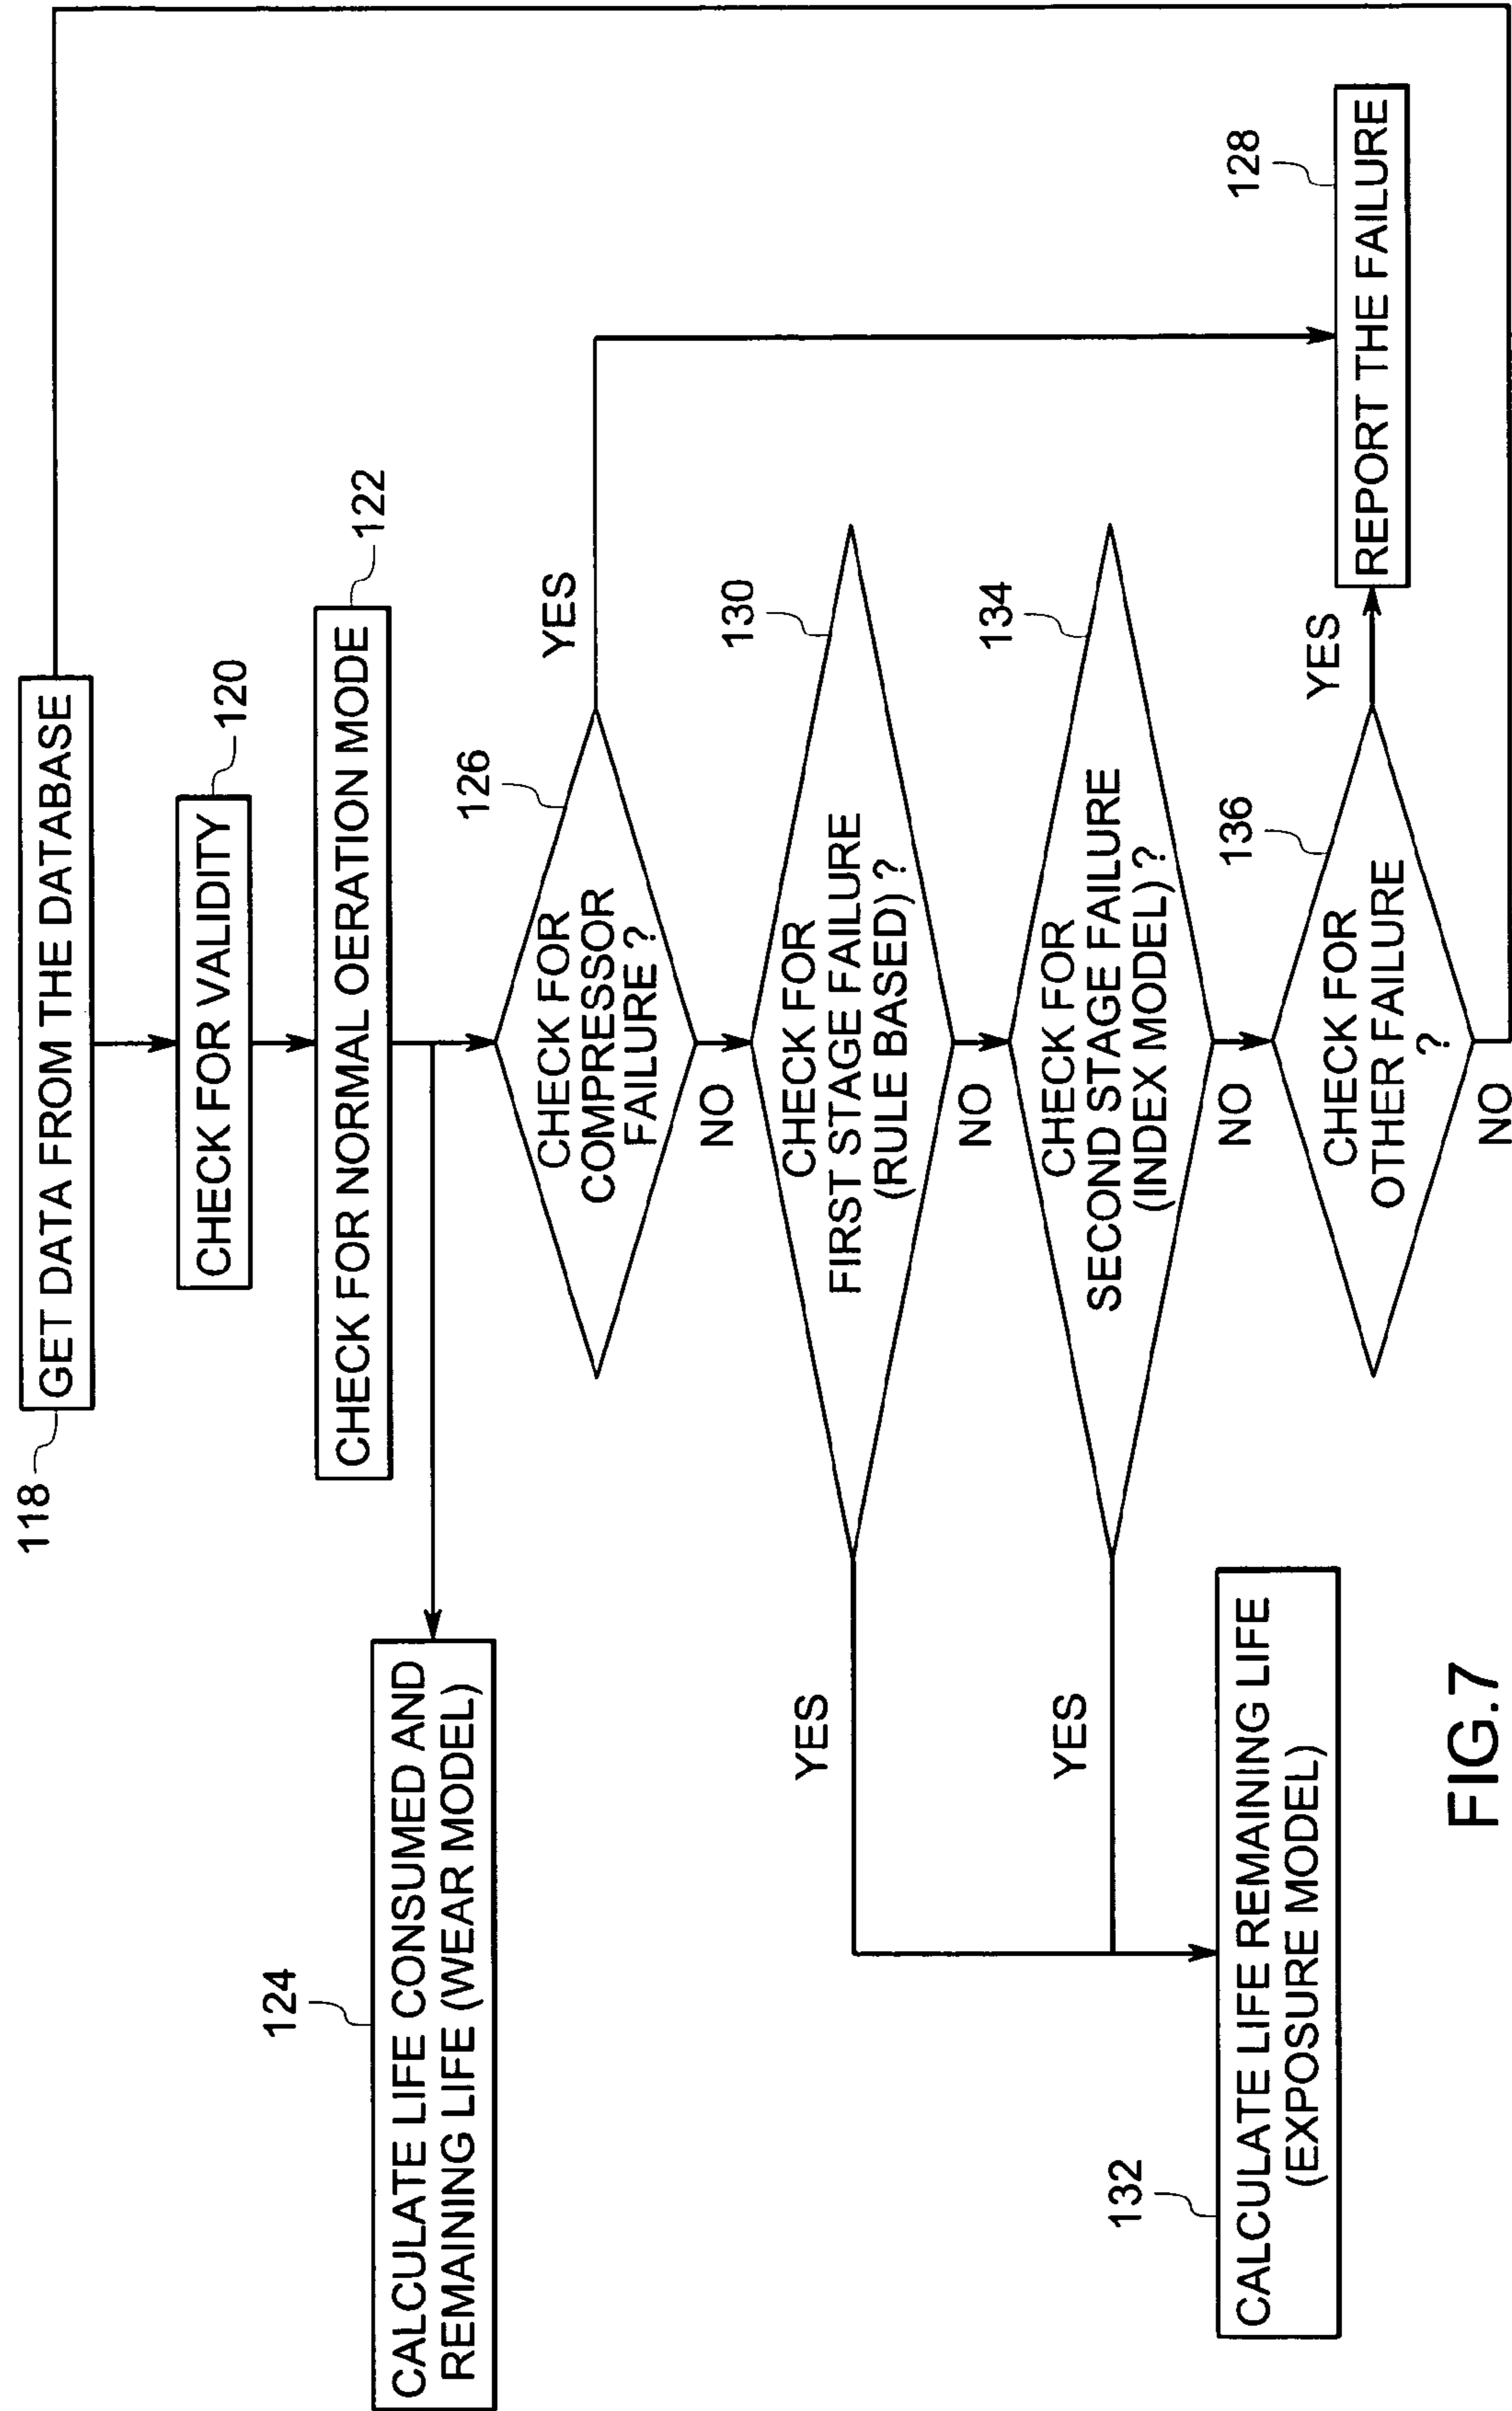 118
GET DATA FROM THE DATABASE
CHECK FOR VALIDITY
120
CHECK FOR NORMAL OERATION MODE
122
124
CALCULATE LIFE CONSUMED AND
REMAINING LIFE (WEAR MODEL)
126
CHECK FOR
COMPRESSOR
FAILURE ?
YES
NO
130
CHECK FOR
FIRST STAGE FAILURE
(RULE BASED) ?
YES
NO
134
CHECK FOR
SECOND STAGE FAILURE
(INDEX MODEL) ?
YES
NO
132
CALCULATE LIFE REMAINING LIFE
(EXPOSURE MODEL)
136
CHECK FOR
OTHER FAILURE
?
YES
NO
128
REPORT THE FAILURE
FIG.7